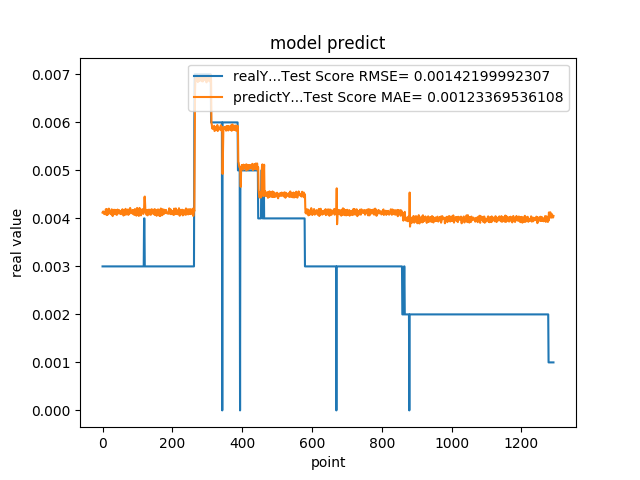 model predict
realY...Test Score RMSE= 0.00142199992307
predictY...Test Score MAE= 0.00123369536108
real value
0.007
0.006
0.005
0.004
0.003
0.002
0.001
0.000
0 200 400 600 800 1000 1200
point